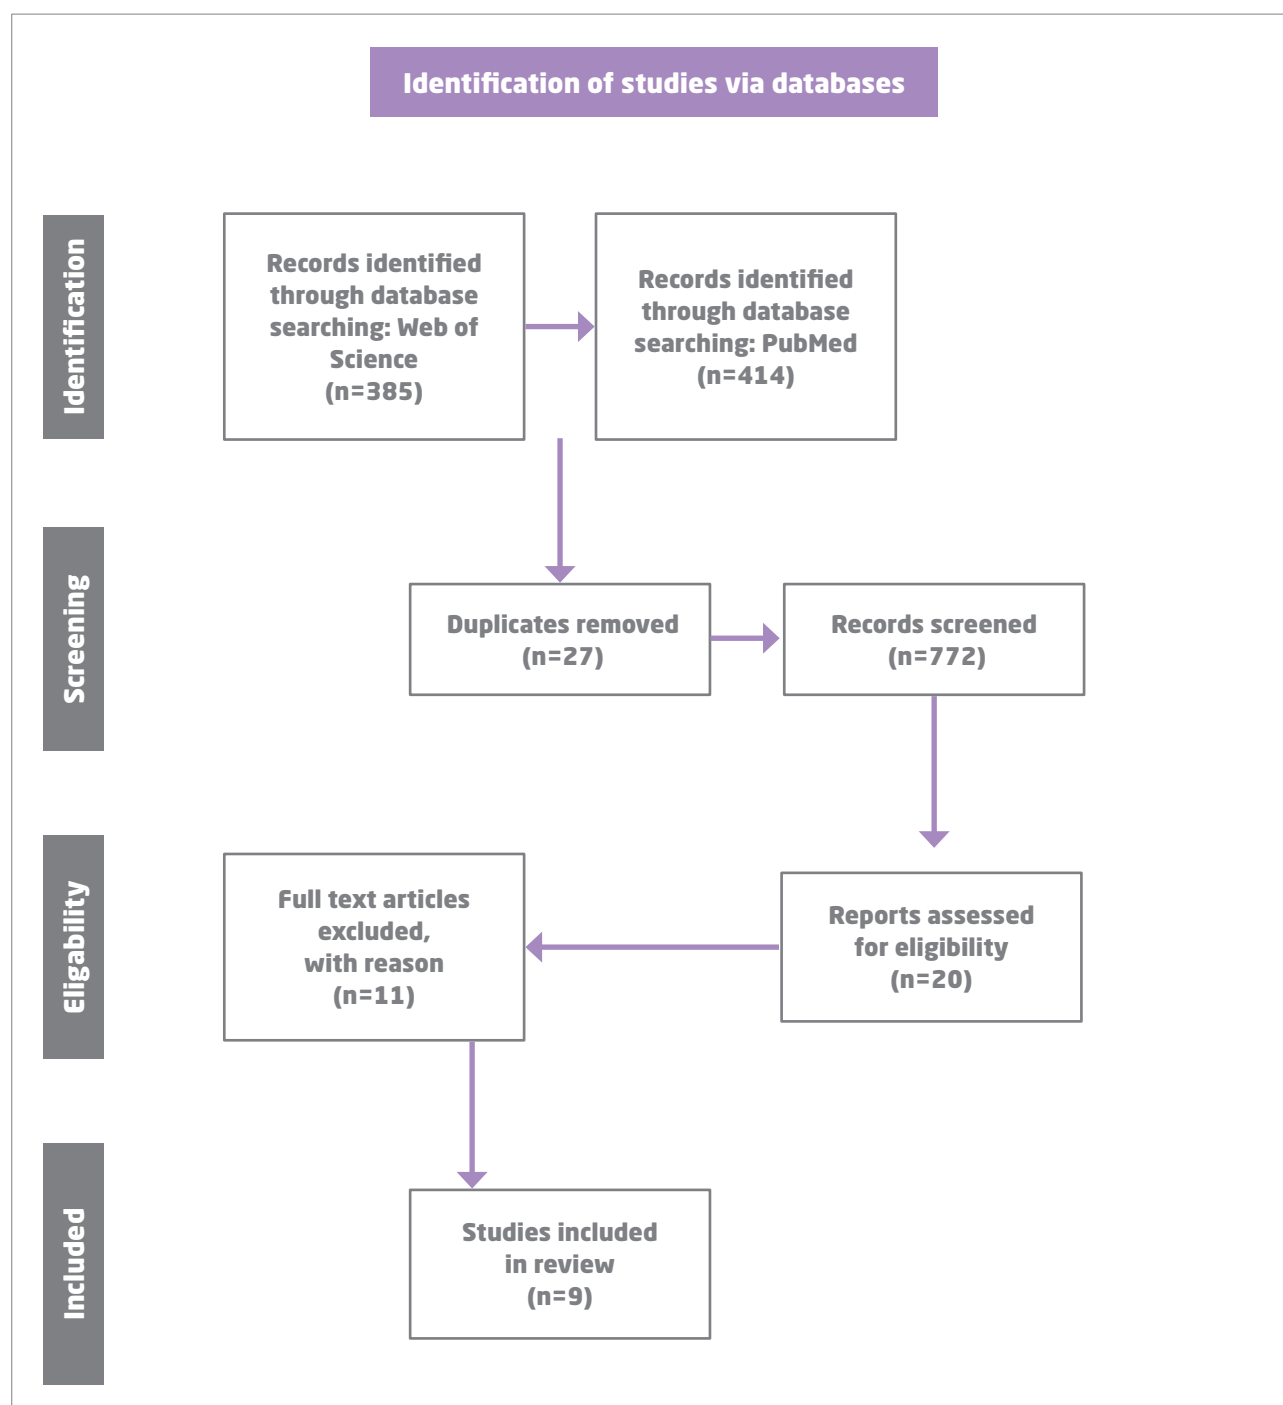 Identification of studies via databases
Identification
Records identified
through database
searching: Web of
Science
(n=385)
Records identified
through database
searching: PubMed
(n=414)
Screening
Duplicates removed
(n=27)
Records screened
(n=772)
Eligability
Full text articles
excluded,
with reason
(n=11)
Reports assessed
for eligibility
(n=20)
Included
Studies included
in review
(n=9)